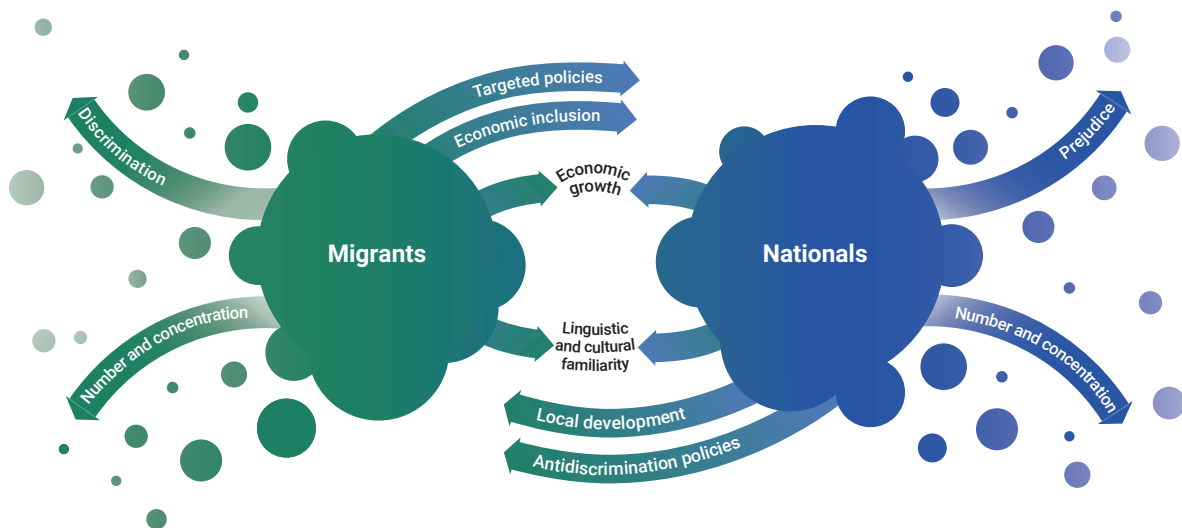 Targeted policies
Economic inclusion
Discrimination
Prejudice
Economic
growth
Migrants
Nationals
Number and concentration
Linguistic
and cultural
familiarity
Number and concentration
Local development
Antidiscrimination policies